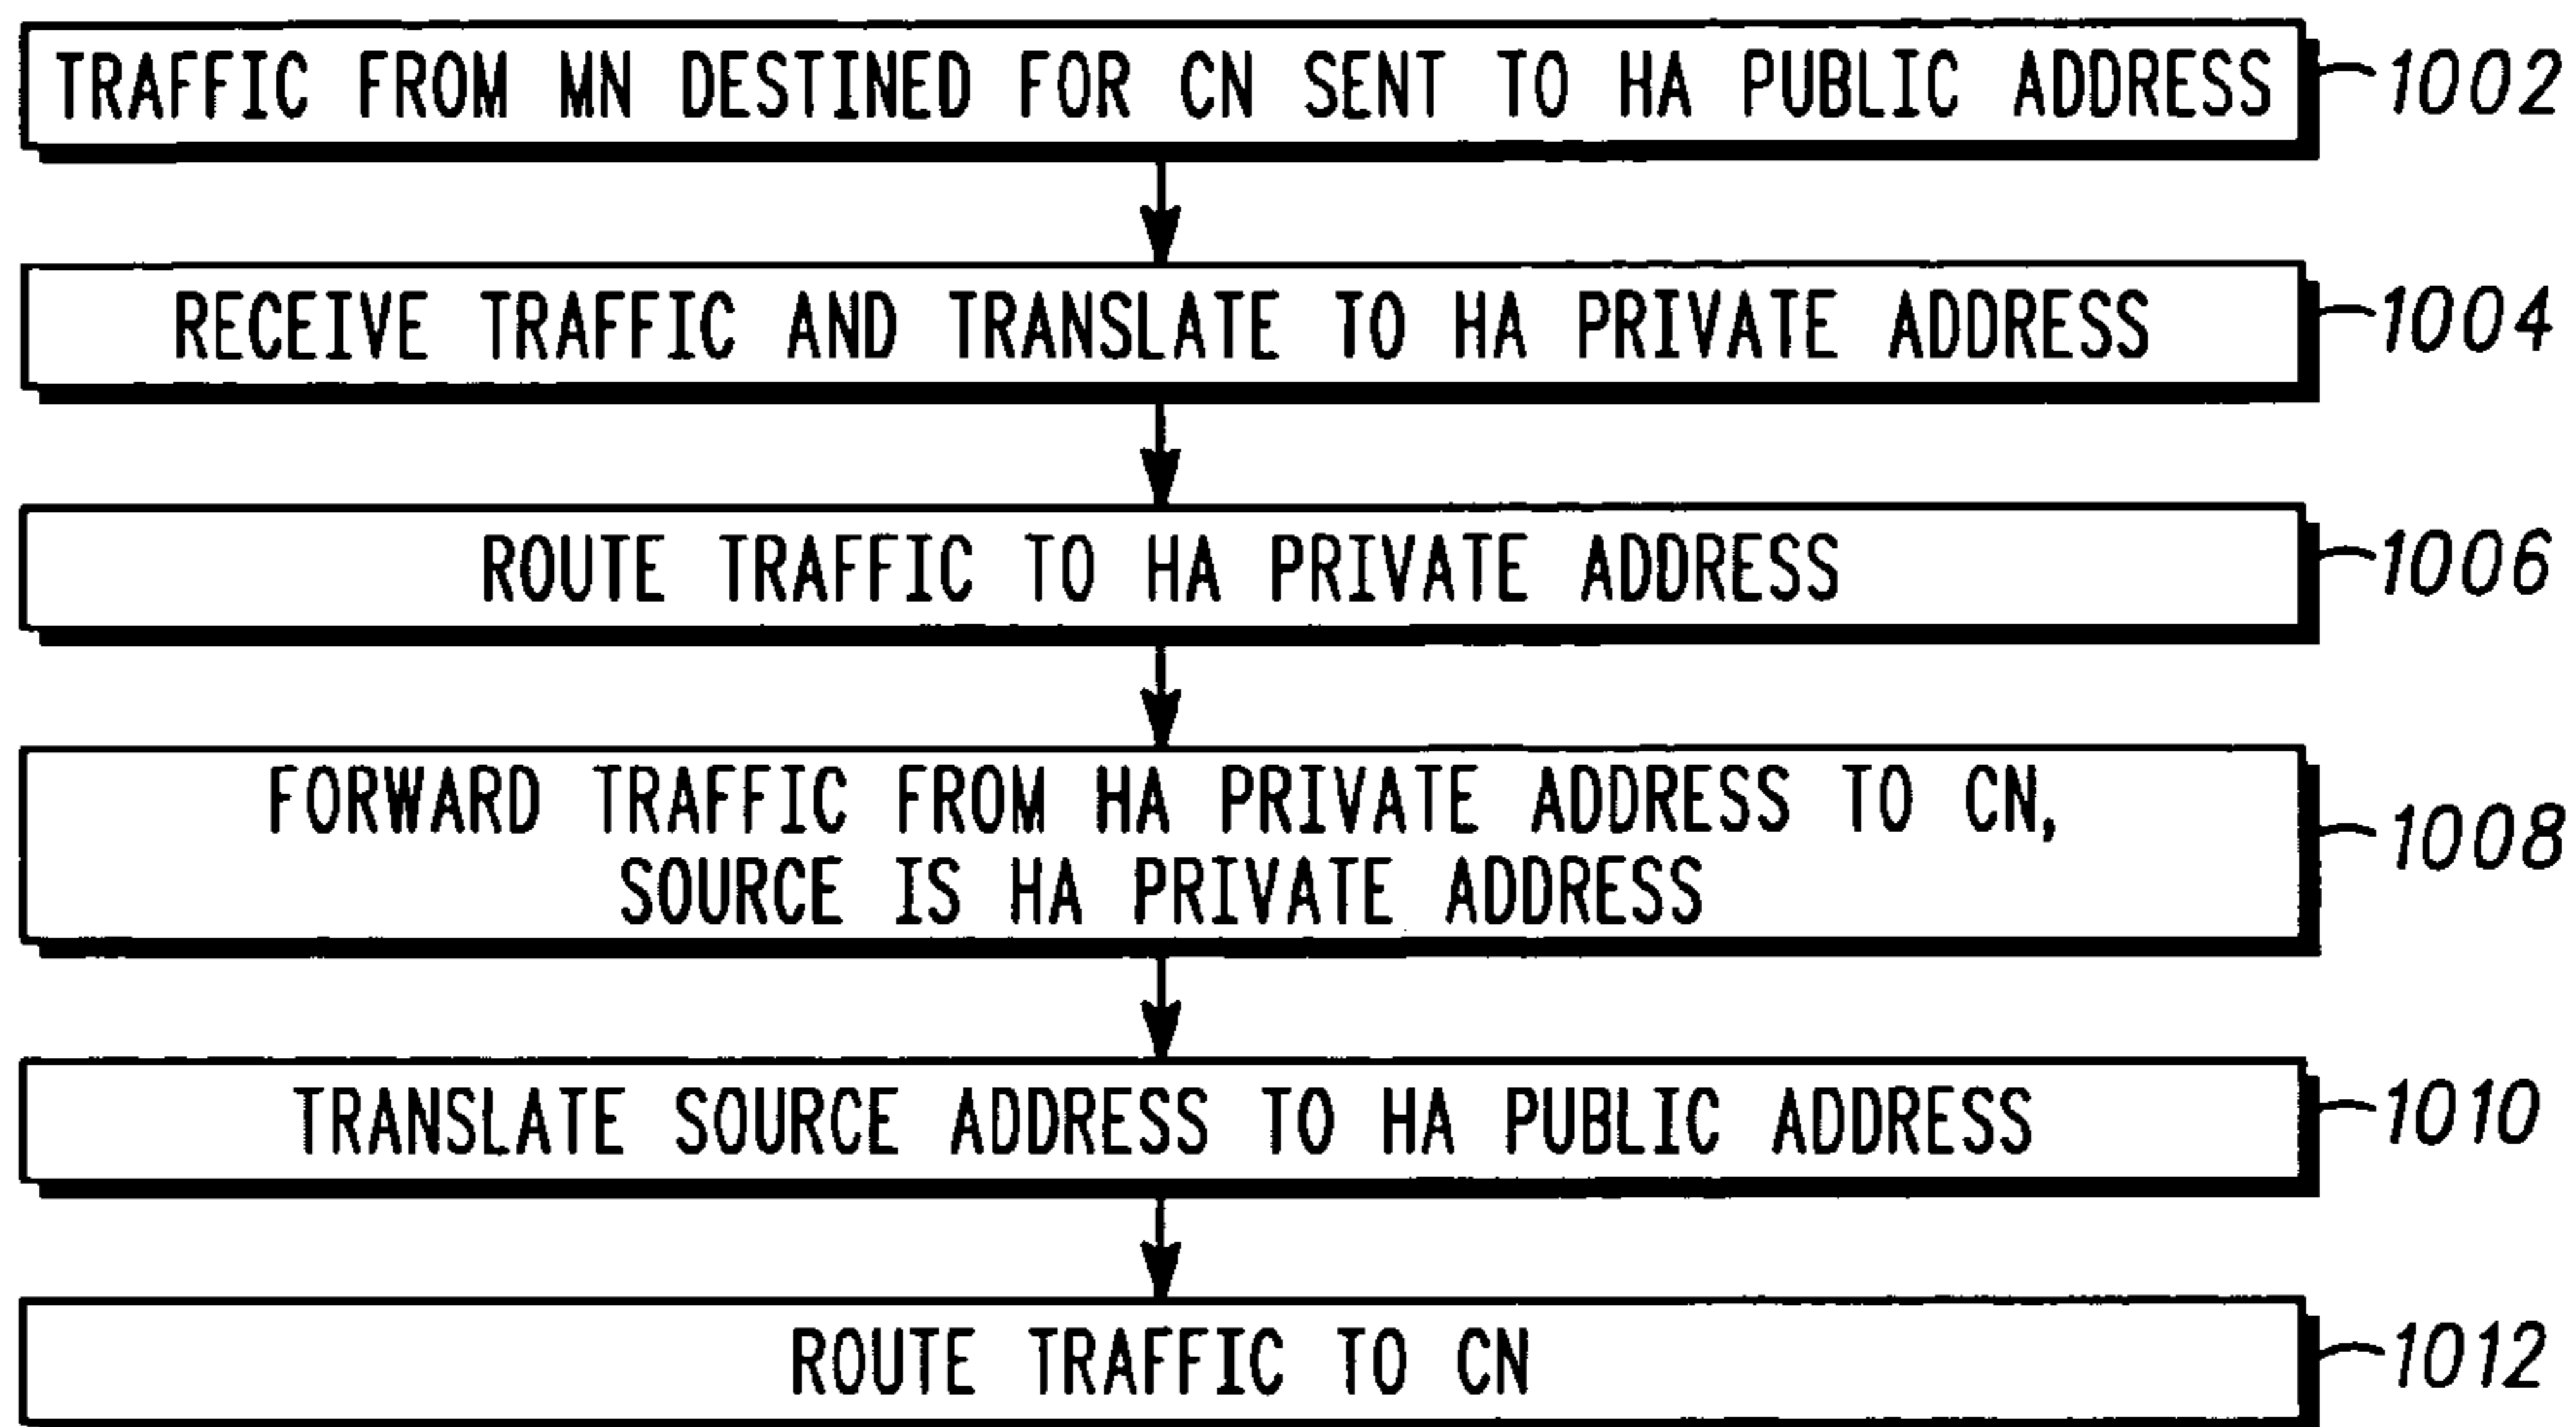 TRAFFIC FROM MN DESTINED FOR CN SENT TO HA PUBLIC ADDRESS 1002
RECEIVE TRAFFIC AND TRANSLATE TO HA PRIVATE ADDRESS 1004
ROUTE TRAFFIC TO HA PRIVATE ADDRESS 1006
FORWARD TRAFFIC FROM HA PRIVATE ADDRESS TO CN,
SOURCE IS HA PRIVATE ADDRESS
1008
TRANSLATE SOURCE ADDRESS TO HA PUBLIC ADDRESS 1010
ROUTE TRAFFIC TO CN 1012